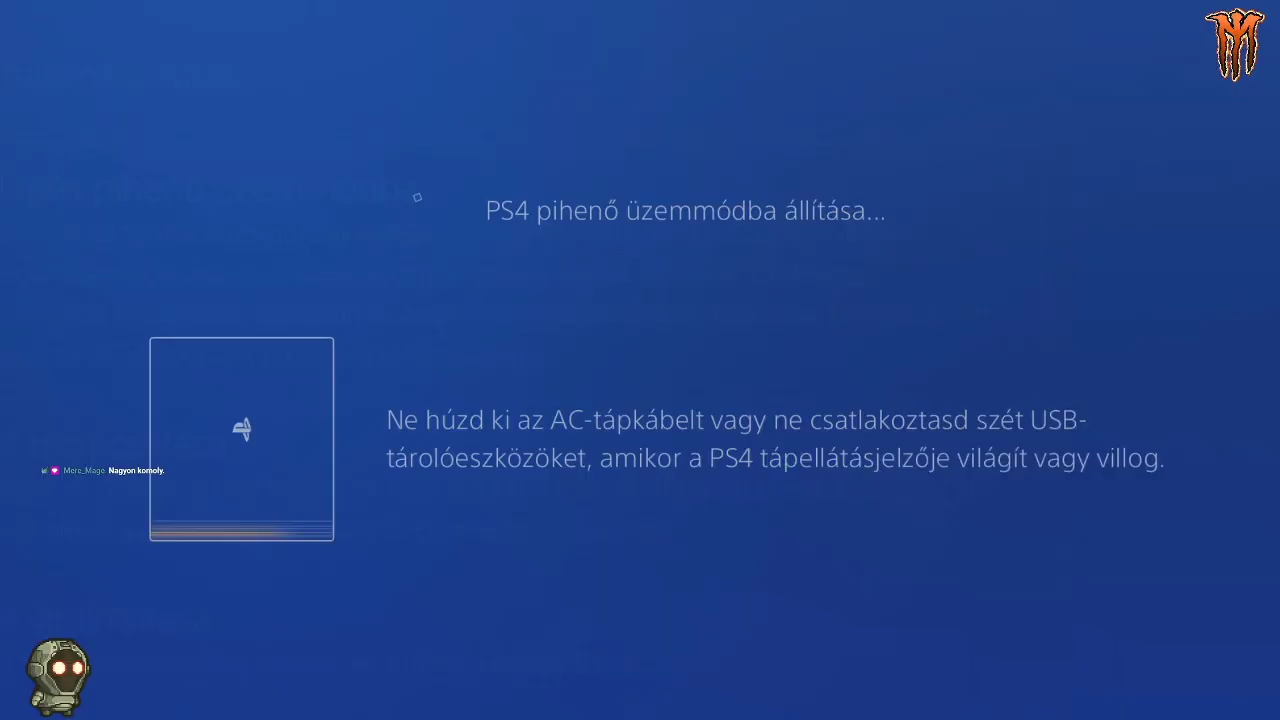 PS4 pihenő üzemmódba állítása...
Ne húzd ki az AC-tápkábelt vagy ne csatlakoztasd szét USB-
tárolóeszközöket, amikor a PS4 tápellátásjelzője világít vagy villog.
Mere_Mage Nagyon komoly.